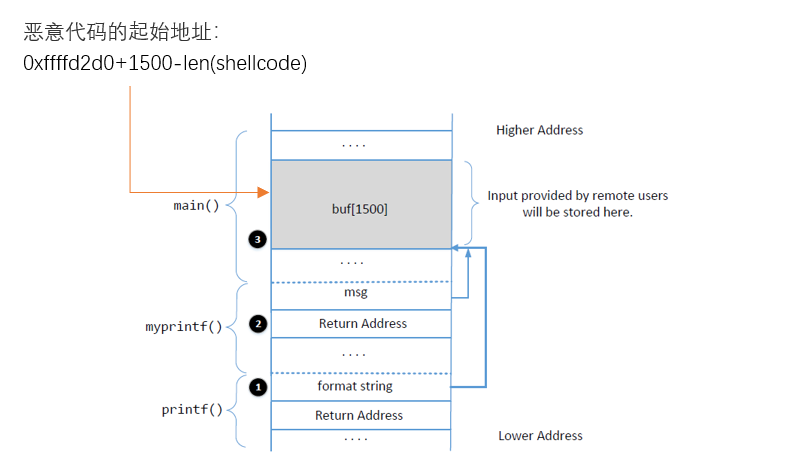 恶意代码的起始地址：
0xffffd2d0+1500-len(shellcode)
Higher Address
....
main()
buf[1500]
Input provided by remote users
will be stored here.
3
....
msg
myprintf()
2
Return Address
....
1
format string
printf()
Return Address
....
Lower Address